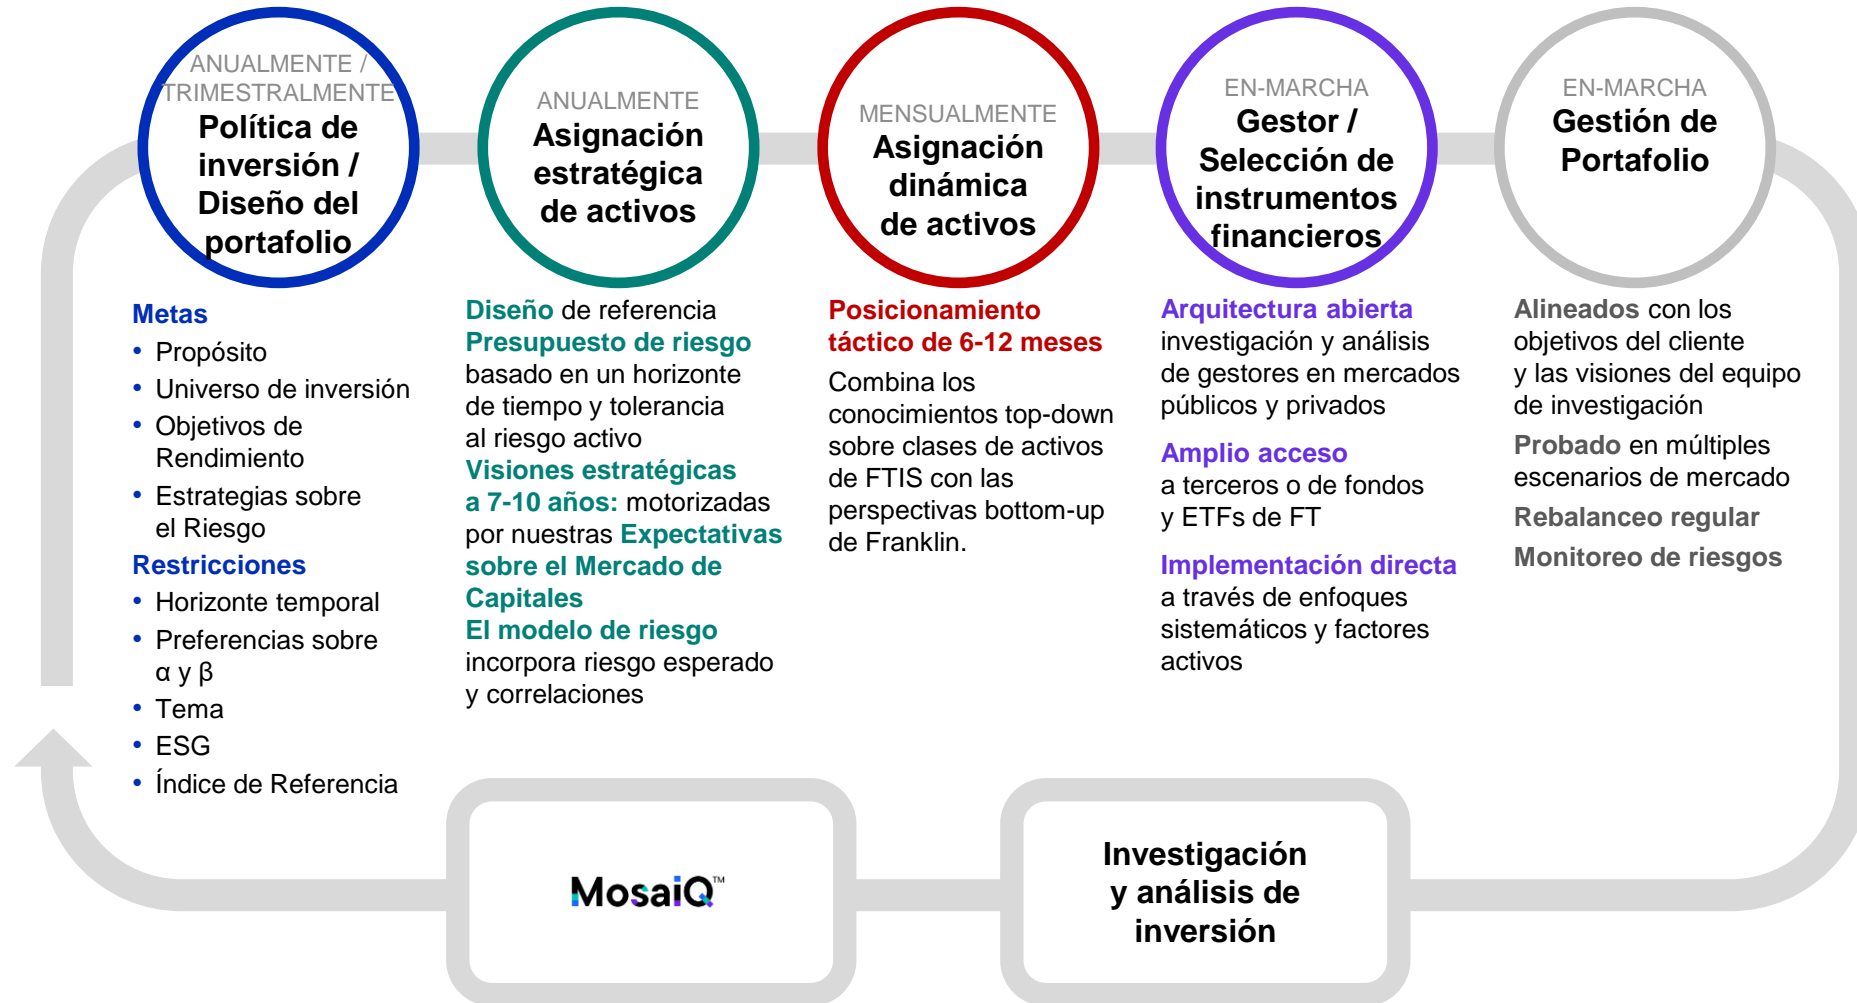 ANUALMENTE /
TRIMESTRALMENTE
Política de
inversión /
Diseño del
portafolio
ANUALMENTE
Asignación
estratégica
de activos
MENSUALMENTE
Asignación
dinámica
de activos
EN-MARCHA
Gestor /
Selección de
instrumentos
financieros
EN-MARCHA
Gestión de
Portafolio
Metas
• Propósito
• Universo de inversión
• Objetivos de
Rendimiento
• Estrategias sobre
el Riesgo
Restricciones
• Horizonte temporal
• Preferencias sobre
α y β
• Tema
• ESG
• Índice de Referencia
Diseño de referencia
Presupuesto de riesgo
basado en un horizonte
de tiempo y tolerancia
al riesgo activo
Visiones estratégicas
a 7-10 años: motorizadas
por nuestras Expectativas
sobre el Mercado de
Capitales
El modelo de riesgo
incorpora riesgo esperado
y correlaciones
Posicionamiento
táctico de 6-12 meses
Combina los
conocimientos top-down
sobre clases de activos
de FTIS con las
perspectivas bottom-up
de Franklin.
Arquitectura abierta
investigación y análisis
de gestores en mercados
públicos y privados
Amplio acceso
a terceros o de fondos
y ETFs de FT
Implementación directa
a través de enfoques
sistemáticos y factores
activos
Alineados con los
objetivos del cliente
y las visiones del equipo
de investigación
Probado en múltiples
escenarios de mercado
Rebalanceo regular
Monitoreo de riesgos
MosaiQ™
Investigación
y análisis de
inversión